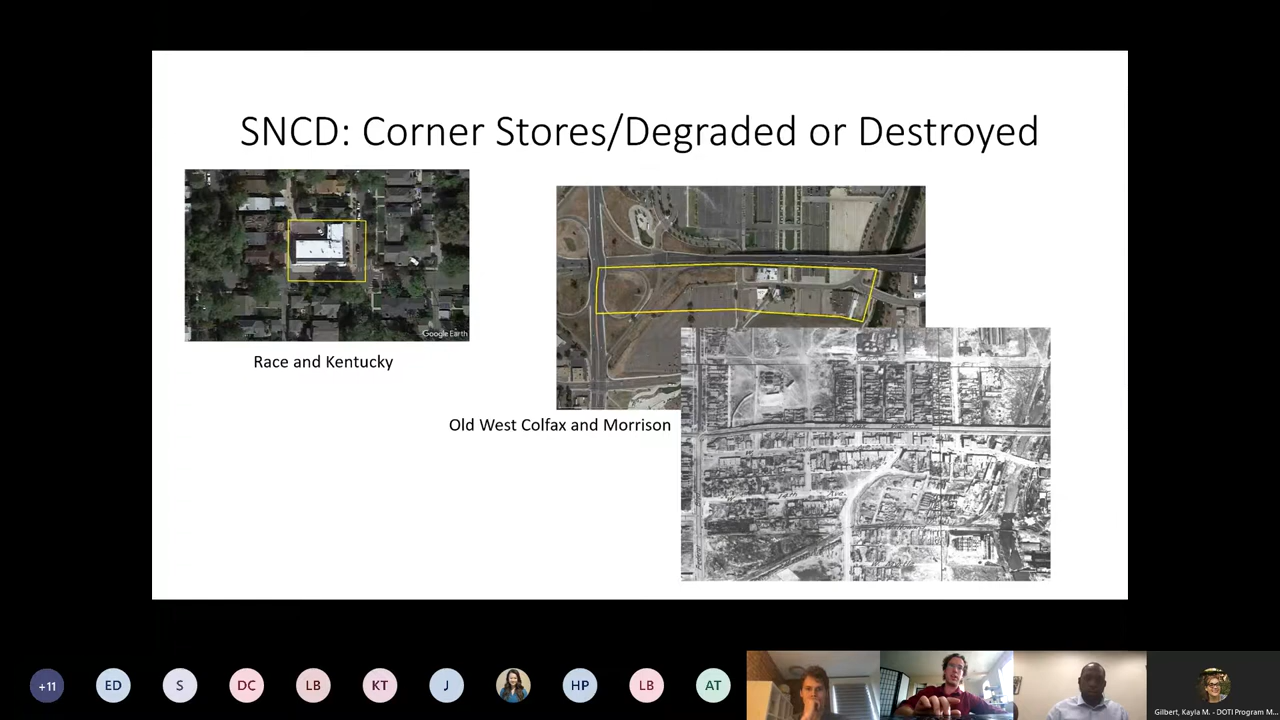 SNCD: Corner Stores/Degraded or Destroyed
Google Earth
Race and Kentucky
Old West Colfax and Morrison
Ave.
+11
ED
S
DC
LB
KT
J
HP
LB
AT
Gilbert, Kayla M. - DOTI Program M...